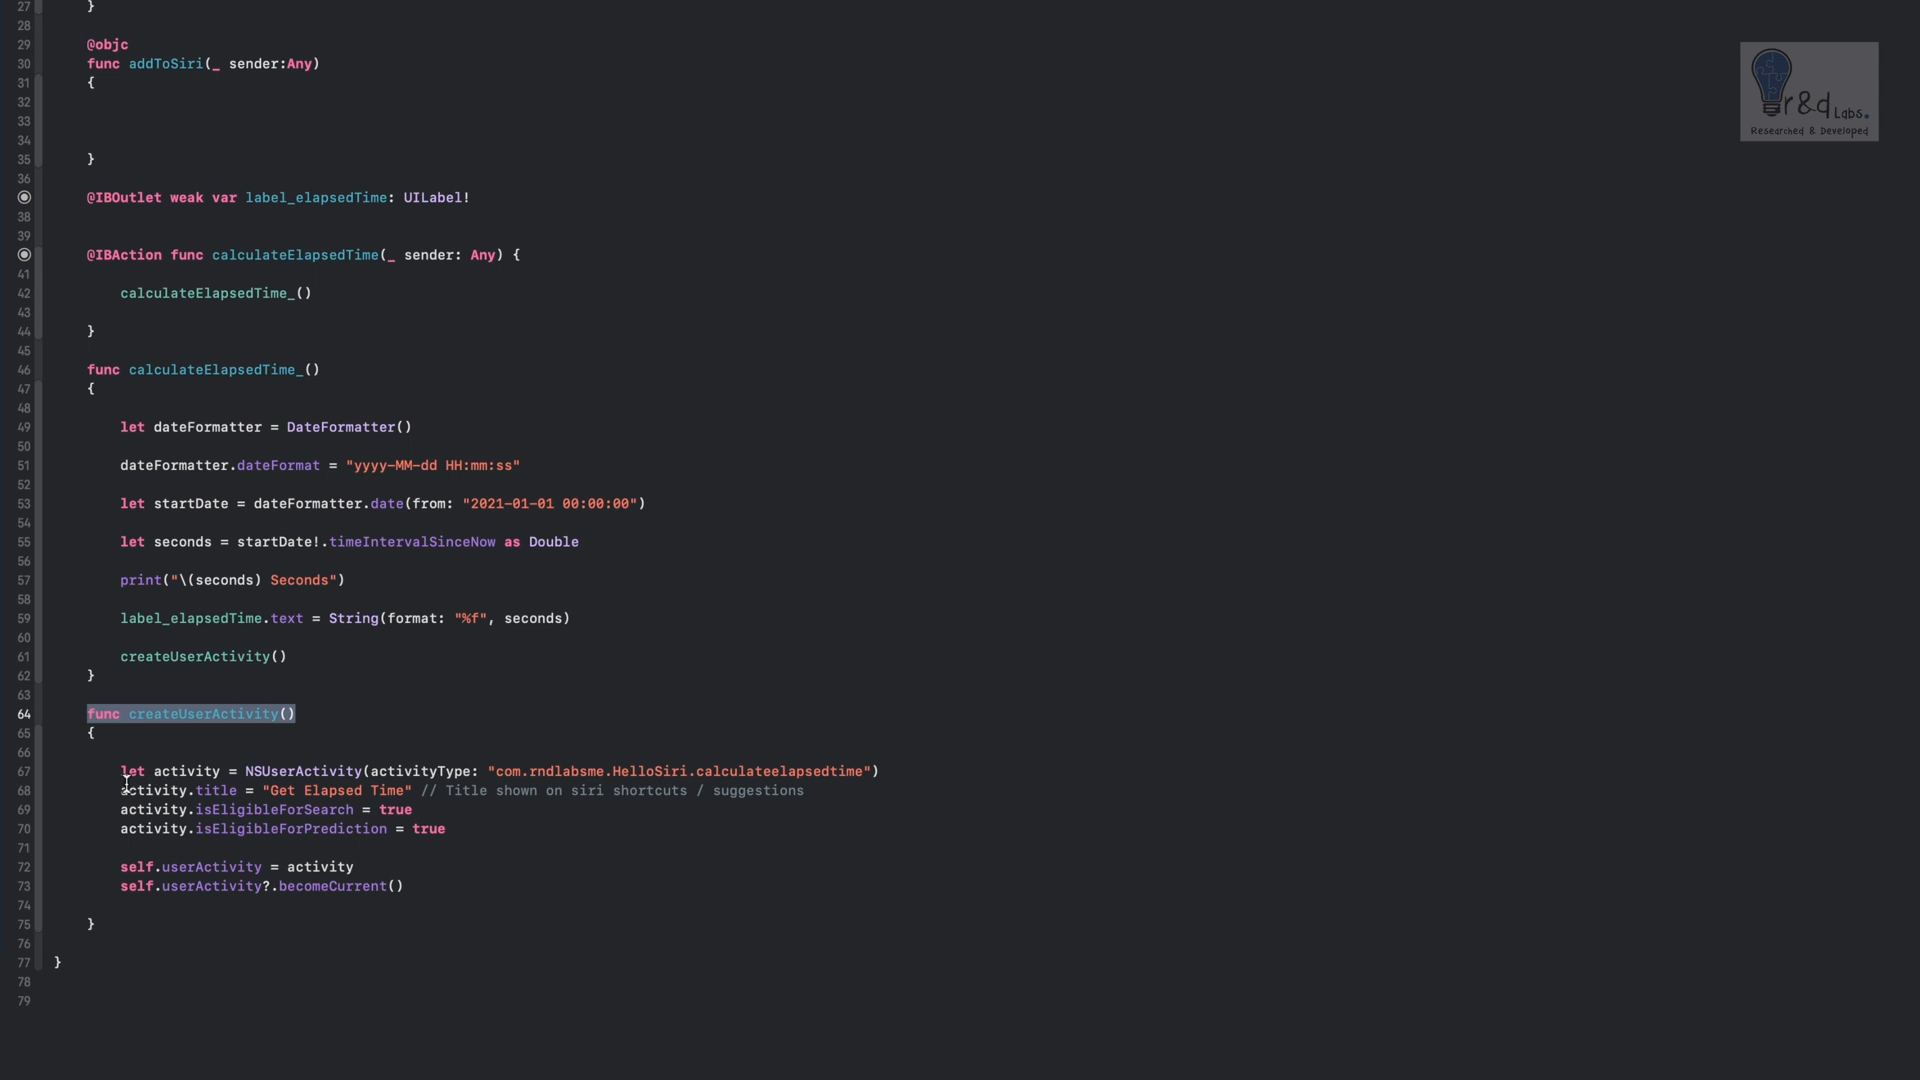 27 }
28
29 @objc
30 func addToSiri(_ sender:Any)
31 {
32
33
34
35 }
36
@IBOutlet weak var label_elapsedTime: UILabel!
38
39
@IBAction func calculateElapsedTime(_ sender: Any) {
41
42 calculateElapsedTime_()
43
44 }
45
46 func calculateElapsedTime_()
47 {
48
49 let dateFormatter = DateFormatter()
50
51 dateFormatter.dateFormat = "yyyy-MM-dd HH:mm:ss"
52
53 let startDate = dateFormatter.date(from: "2021-01-01 00:00:00")
54
55 let seconds = startDate!.timeIntervalSinceNow as Double
56
57 print("\(seconds) Seconds")
58
59 label_elapsedTime.text = String(format: "%f", seconds)
60
61 createUserActivity()
62 }
63
64 func createUserActivity()
65 {
66
67 let activity = NSUserActivity(activityType: "com.rndlabsme.HelloSiri.calculateelapsedtime")
68 activity.title = "Get Elapsed Time" // Title shown on siri shortcuts / suggestions
69 activity.isEligibleForSearch = true
70 activity.isEligibleForPrediction = true
71
72 self.userActivity = activity
73 self.userActivity?.becomeCurrent()
74
75 }
76
77 }
78
79
r&d Labs.
Researched & Developed